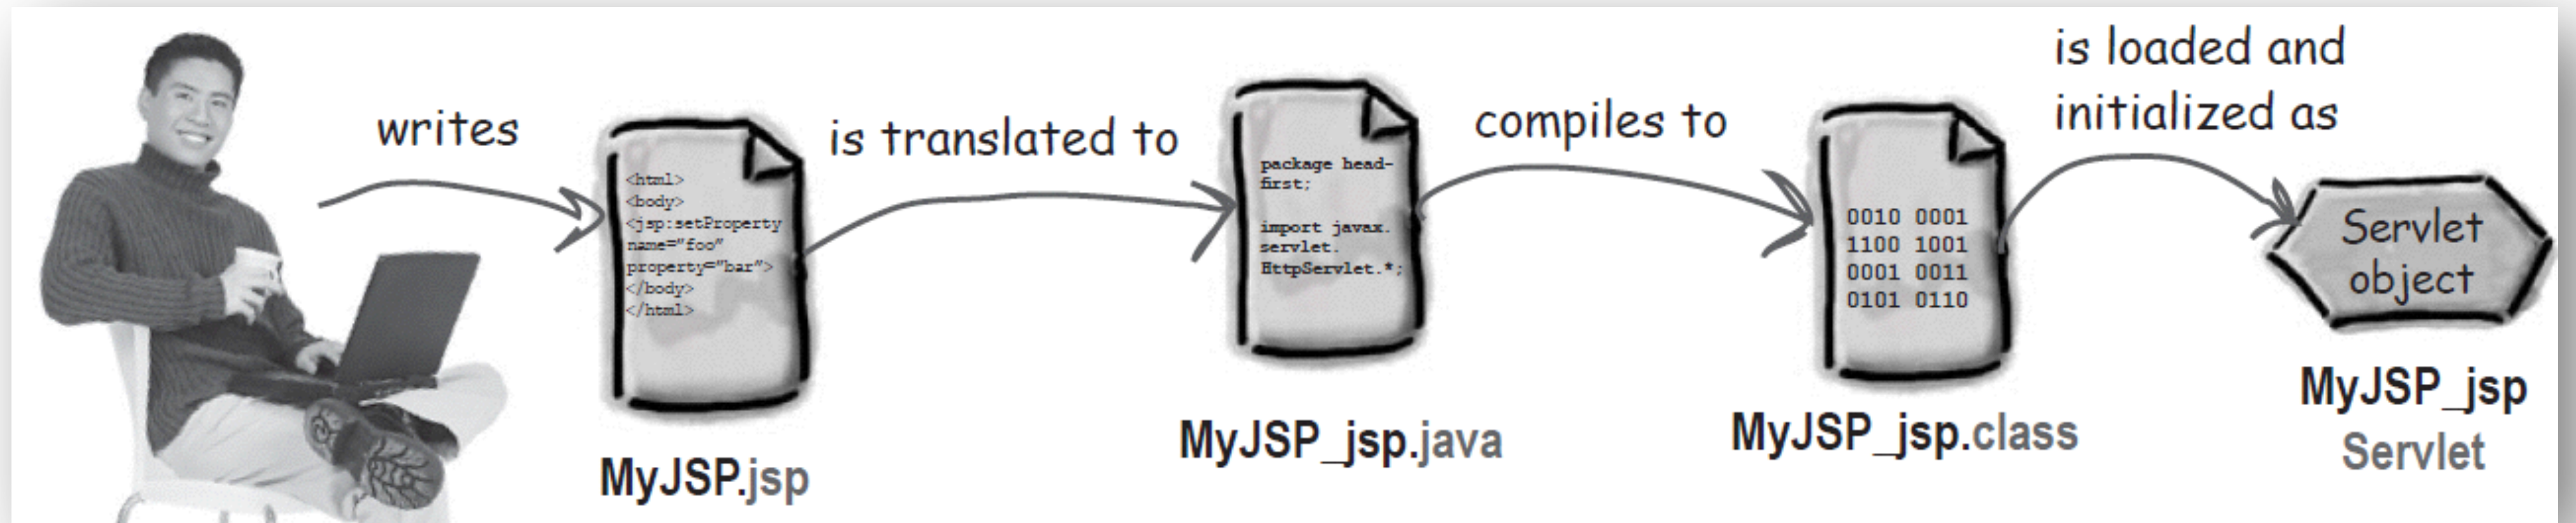 writes
<html>
<body>
<jsp:setProperty
name="foo"
property="bar">
</body>
</html>
MyJSP.jsp
is translated to
package head-
first;
import javax.
servlet.
HttpServlet.*;
MyJSP_jsp.java
compiles to
0010 0001
1100 1001
0001 0011
0101 0110
MyJSP_jsp.class
is loaded and
initialized as
Servlet
object
MyJSP_jsp
Servlet